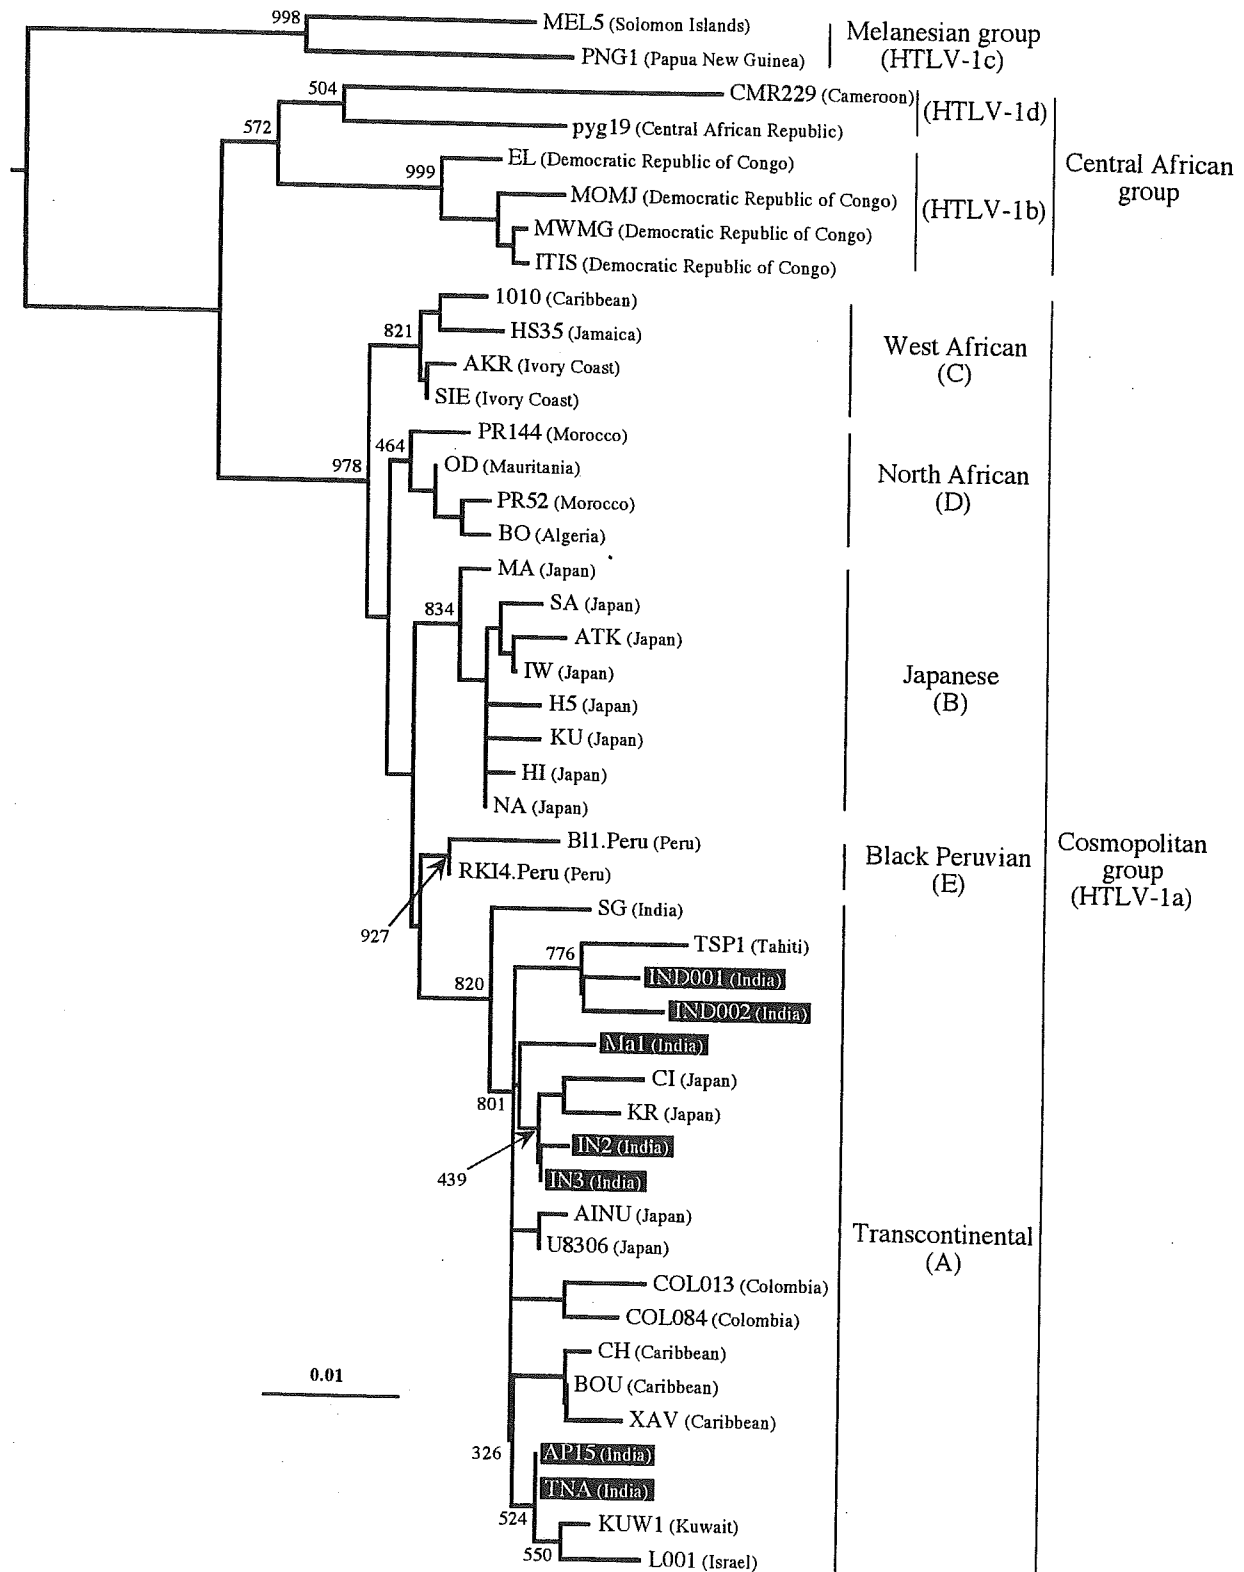 998
MEL5 (Solomon Islands)
PNG1 (Papua New Guinea)
Melanesian group
(HTLV-1c)
504
CMR229 (Cameroon)
(HTLV-1d)
572
pyg19 (Central African Republic)
999
EL (Democratic Republic of Congo)
MOMJ (Democratic Republic of Congo)
MWMG (Democratic Republic of Congo)
ITIS (Democratic Republic of Congo)
(HTLV-1b)
Central African
group
1010 (Caribbean)
821
HS35 (Jamaica)
AKR (Ivory Coast)
SIE (Ivory Coast)
West African
(C)
978
464
PR144 (Morocco)
OD (Mauritania)
PR52 (Morocco)
BO (Algeria)
North African
(D)
MA (Japan)
834
SA (Japan)
ATK (Japan)
IW (Japan)
H5 (Japan)
KU (Japan)
HI (Japan)
NA (Japan)
Japanese
(B)
Bl1.Peru (Peru)
RKI4.Peru (Peru)
927
Black Peruvian
(E)
Cosmopolitan
group
(HTLV-1a)
SG (India)
820
776
TSP1 (Tahiti)
IND001 (India)
IND002 (India)
Ma1 (India)
801
CI (Japan)
KR (Japan)
439
IN2 (India)
IN3 (India)
AINU (Japan)
U8306 (Japan)
Transcontinental
(A)
COL013 (Colombia)
COL084 (Colombia)
CH (Caribbean)
BOU (Caribbean)
XAV (Caribbean)
0.01
326
API5 (India)
TNA (India)
524
KUW1 (Kuwait)
550
L001 (Israel)